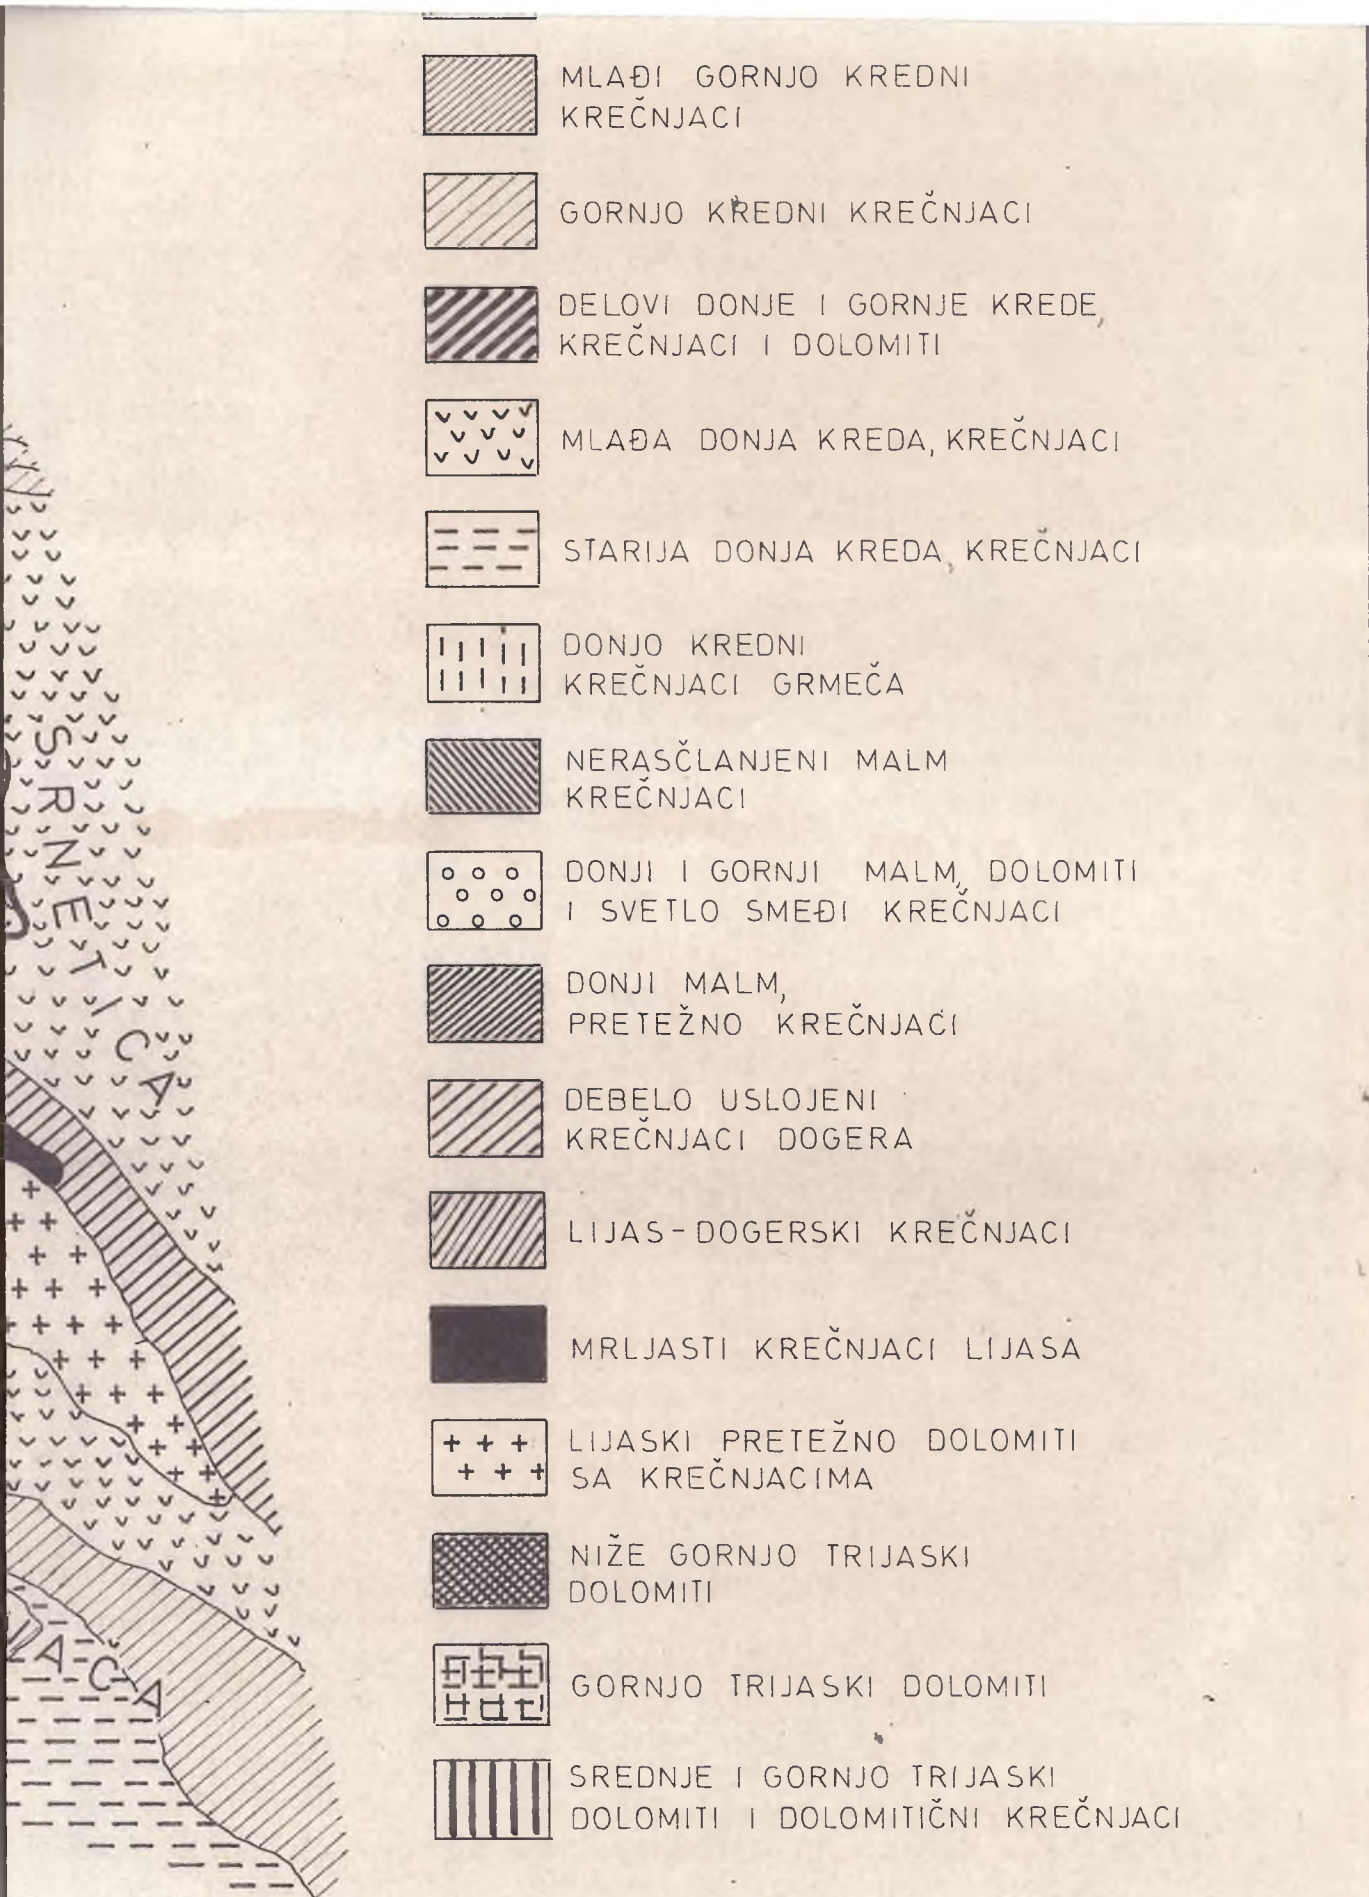 MLAĐI GORNJO KREDNI
KREČNJACI
GORNJO KREDNI KREČNJACI
DELOVI DONJE I GORNJE KREDE,
KREČNJACI I DOLOMITI
MLAĐA DONJA KREDA, KREČNJACI
STARIJA DONJA KREDA, KREČNJACI
DONJO KREDNI
KREČNJACI GRMEČA
NERASČLANJENI MALM
KREČNJACI
DONJI I GORNJI MALM, DOLOMITI
I SVETLO SMEĐI KREČNJACI
DONJI MALM,
PRETEŽNO KREČNJACI
DEBELO USLOJENI
KREČNJACI DOGERA
LIJAS-DOGERSKI KREČNJACI
MRLJASTI KREČNJACI LIJASA
LIJASKI PRETEŽNO DOLOMITI
SA KREČNJACIMA
NIŽE GORNJO TRIJASKI
DOLOMITI
GORNJO TRIJASKI DOLOMITI
SREDNJE I GORNJO TRIJASKI
DOLOMITI I DOLOMITIČNI KREČNJACI
SRNETICA